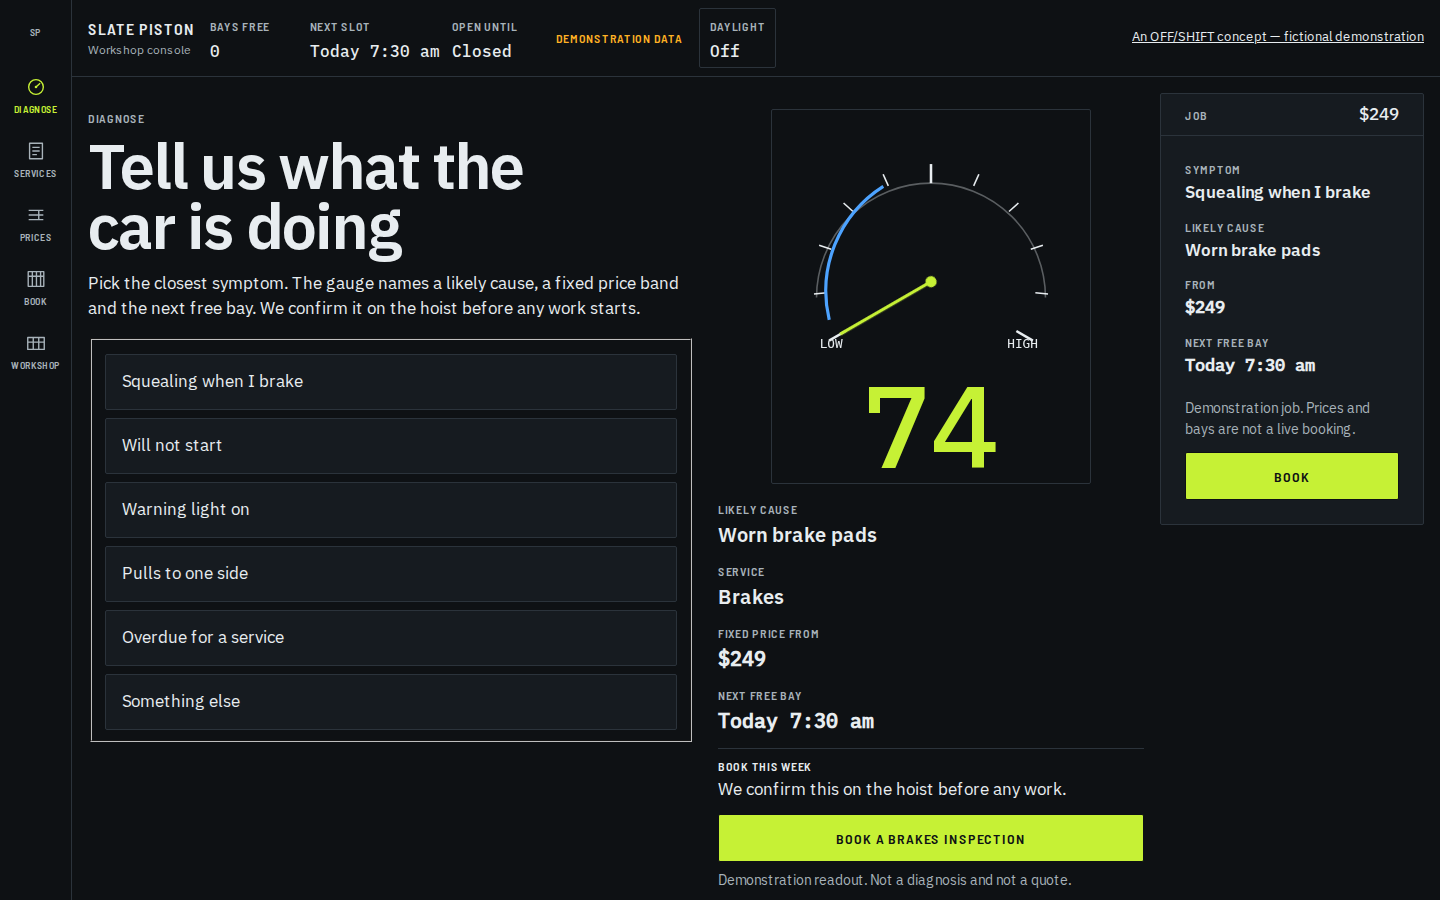 SP
DIAGNOSE
SERVICES
PRICES
BOOK
WORKSHOP
SLATE PISTON
Workshop console
BAYS FREE
0
NEXT SLOT
Today 7:30 am
OPEN UNTIL
Closed
DEMONSTRATION DATA
DAYLIGHT
Off
An OFF/SHIFT concept — fictional demonstration
DIAGNOSE
Tell us what the
car is doing
Pick the closest symptom. The gauge names a likely cause, a fixed price band
and the next free bay. We confirm it on the hoist before any work starts.
Squealing when I brake
Will not start
Warning light on
Pulls to one side
Overdue for a service
Something else
LOW
HIGH
74
LIKELY CAUSE
Worn brake pads
SERVICE
Brakes
FIXED PRICE FROM
$249
NEXT FREE BAY
Today 7:30 am
BOOK THIS WEEK
We confirm this on the hoist before any work.
BOOK A BRAKES INSPECTION
Demonstration readout. Not a diagnosis and not a quote.
JOB
$249
SYMPTOM
Squealing when I brake
LIKELY CAUSE
Worn brake pads
FROM
$249
NEXT FREE BAY
Today 7:30 am
Demonstration job. Prices and
bays are not a live booking.
BOOK